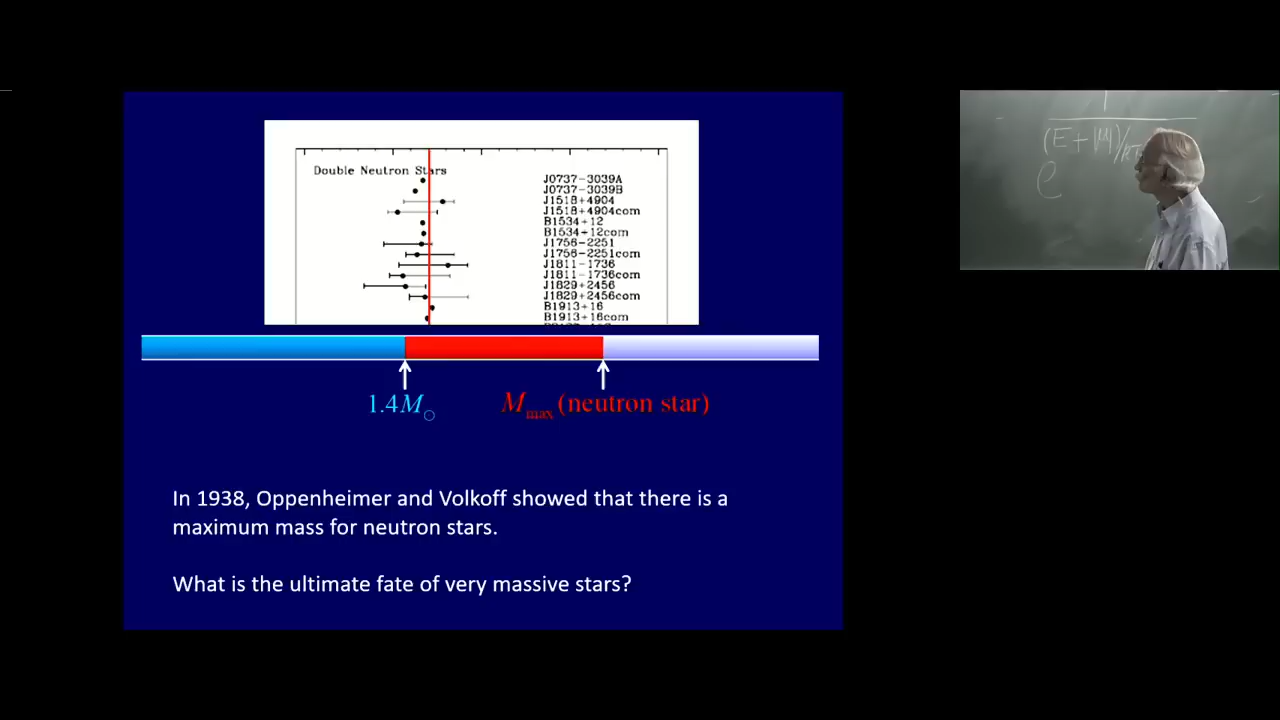 Double Neutron Stars
J0737-3039A
J0737-3039B
J1518+4904
J1518+4904com
B1534+12
B1534+12com
J1756-2251
J1756-2251com
J1811-1736
J1811-1736com
J1829+2456
J1829+2456com
B1913+16
B1913+16com
1.4M☉
Mmax (neutron star)
In 1938, Oppenheimer and Volkoff showed that there is a
maximum mass for neutron stars.
What is the ultimate fate of very massive stars?
1
(E+|M|)/kT
e